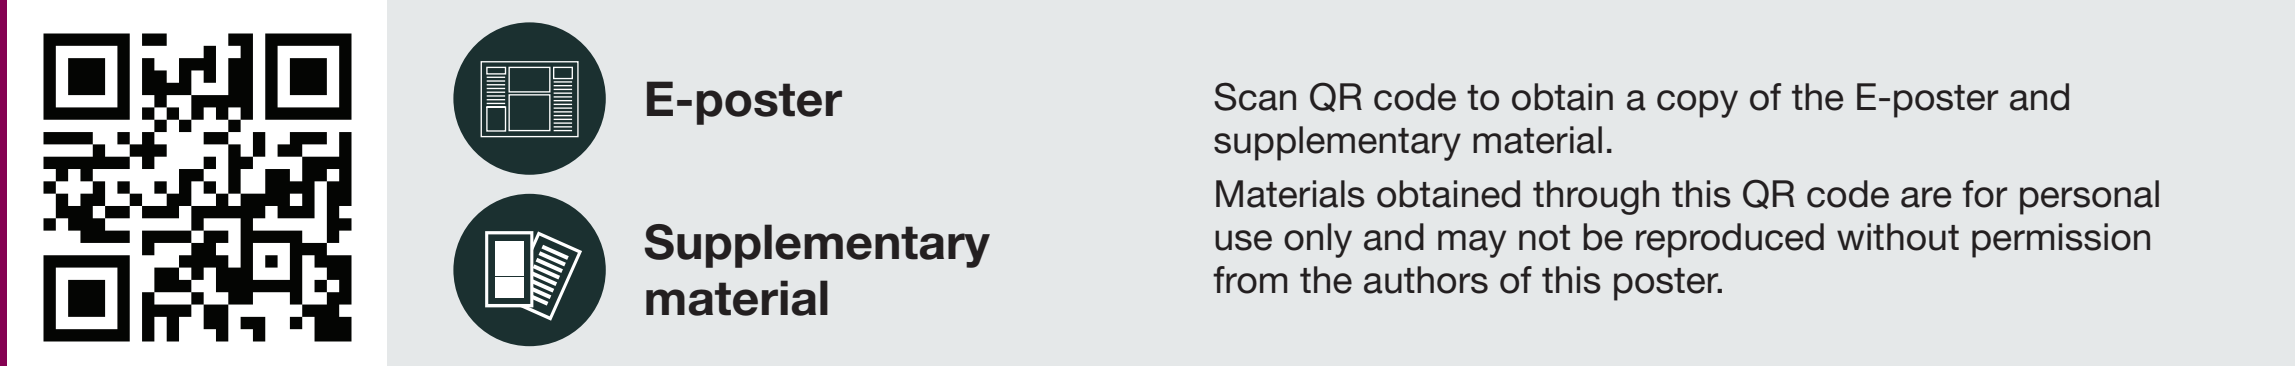 E-poster
Supplementary
material
Scan QR code to obtain a copy of the E-poster and
supplementary material.
Materials obtained through this QR code are for personal
use only and may not be reproduced without permission
from the authors of this poster.